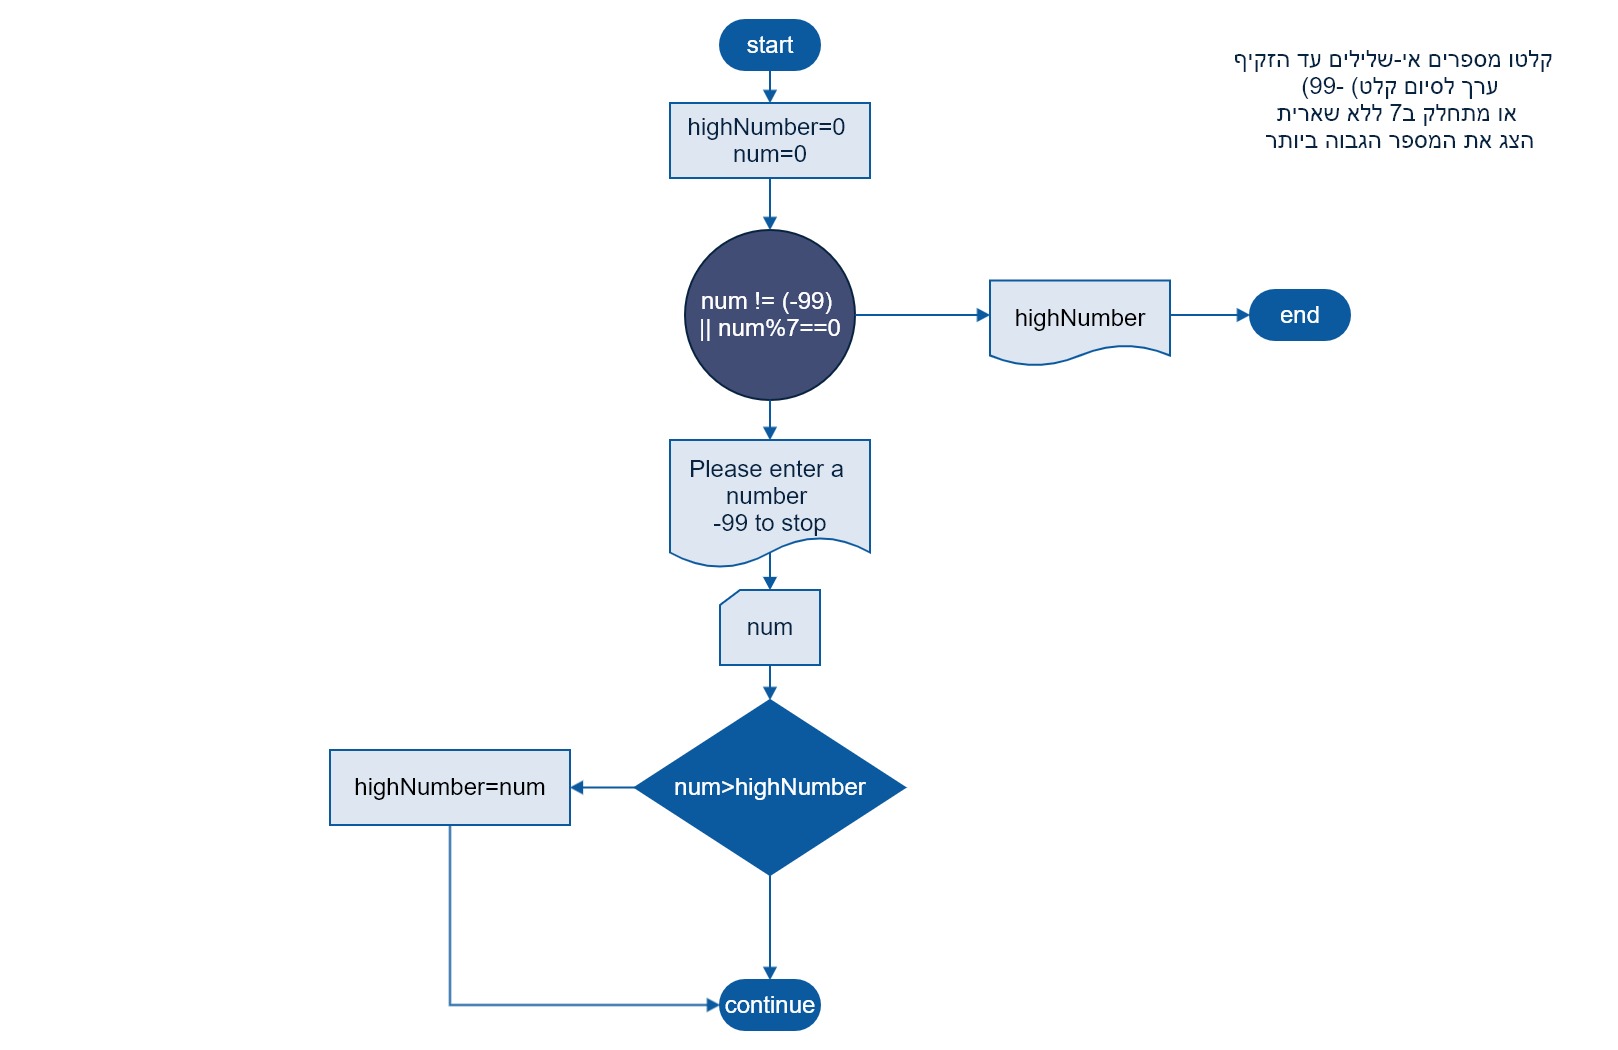 start
קלטו מספרים אי-שלילים עד הזקיף
ערך לסיום קלט) -99)
או מתחלק ב7 ללא שארית
הצג את המספר הגבוה ביותר
highNumber=0
num=0
num != (-99)
|| num%7==0
highNumber
end
Please enter a
number
-99 to stop
num
num>highNumber
highNumber=num
continue